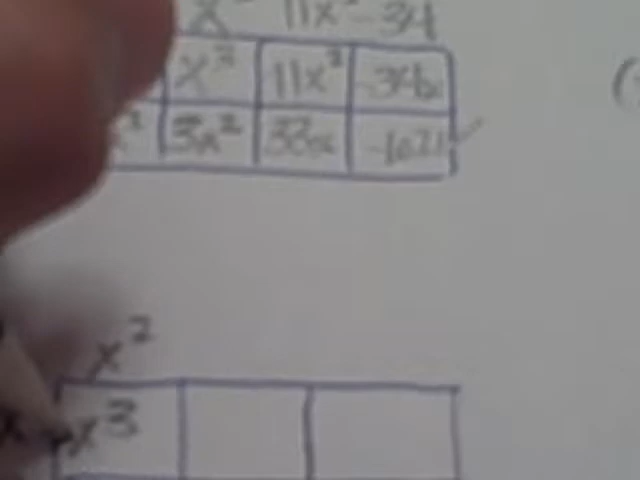 x 11x² -34
x³ 11x² -34x
3x² 33x -102
x²
x x³